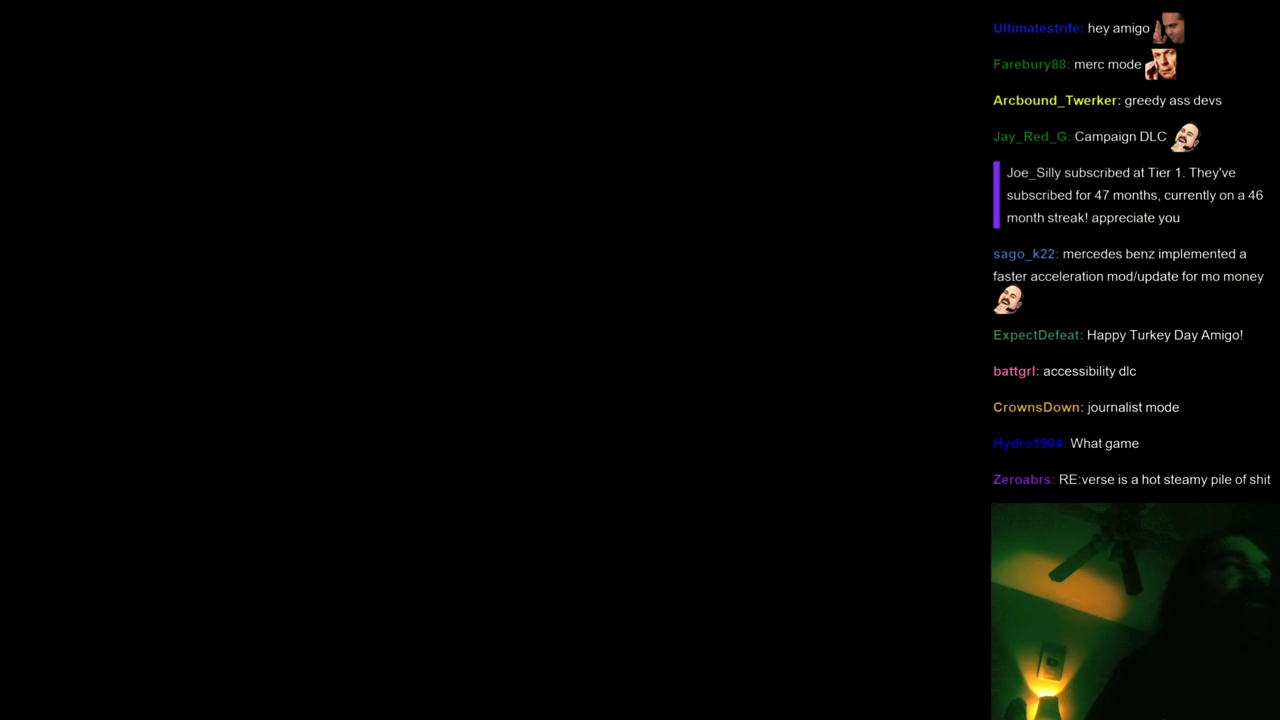 Ultimatestrife: hey amigo
Farebury88: merc mode
Arcbound_Twerker: greedy ass devs
Jay_Red_G: Campaign DLC
Joe_Silly subscribed at Tier 1. They've
subscribed for 47 months, currently on a 46
month streak! appreciate you
sago_k22: mercedes benz implemented a
faster acceleration mod/update for mo money
ExpectDefeat: Happy Turkey Day Amigo!
battgrl: accessibility dlc
CrownsDown: journalist mode
Hydro1904: What game
Zeroabrs: RE:verse is a hot steamy pile of shit